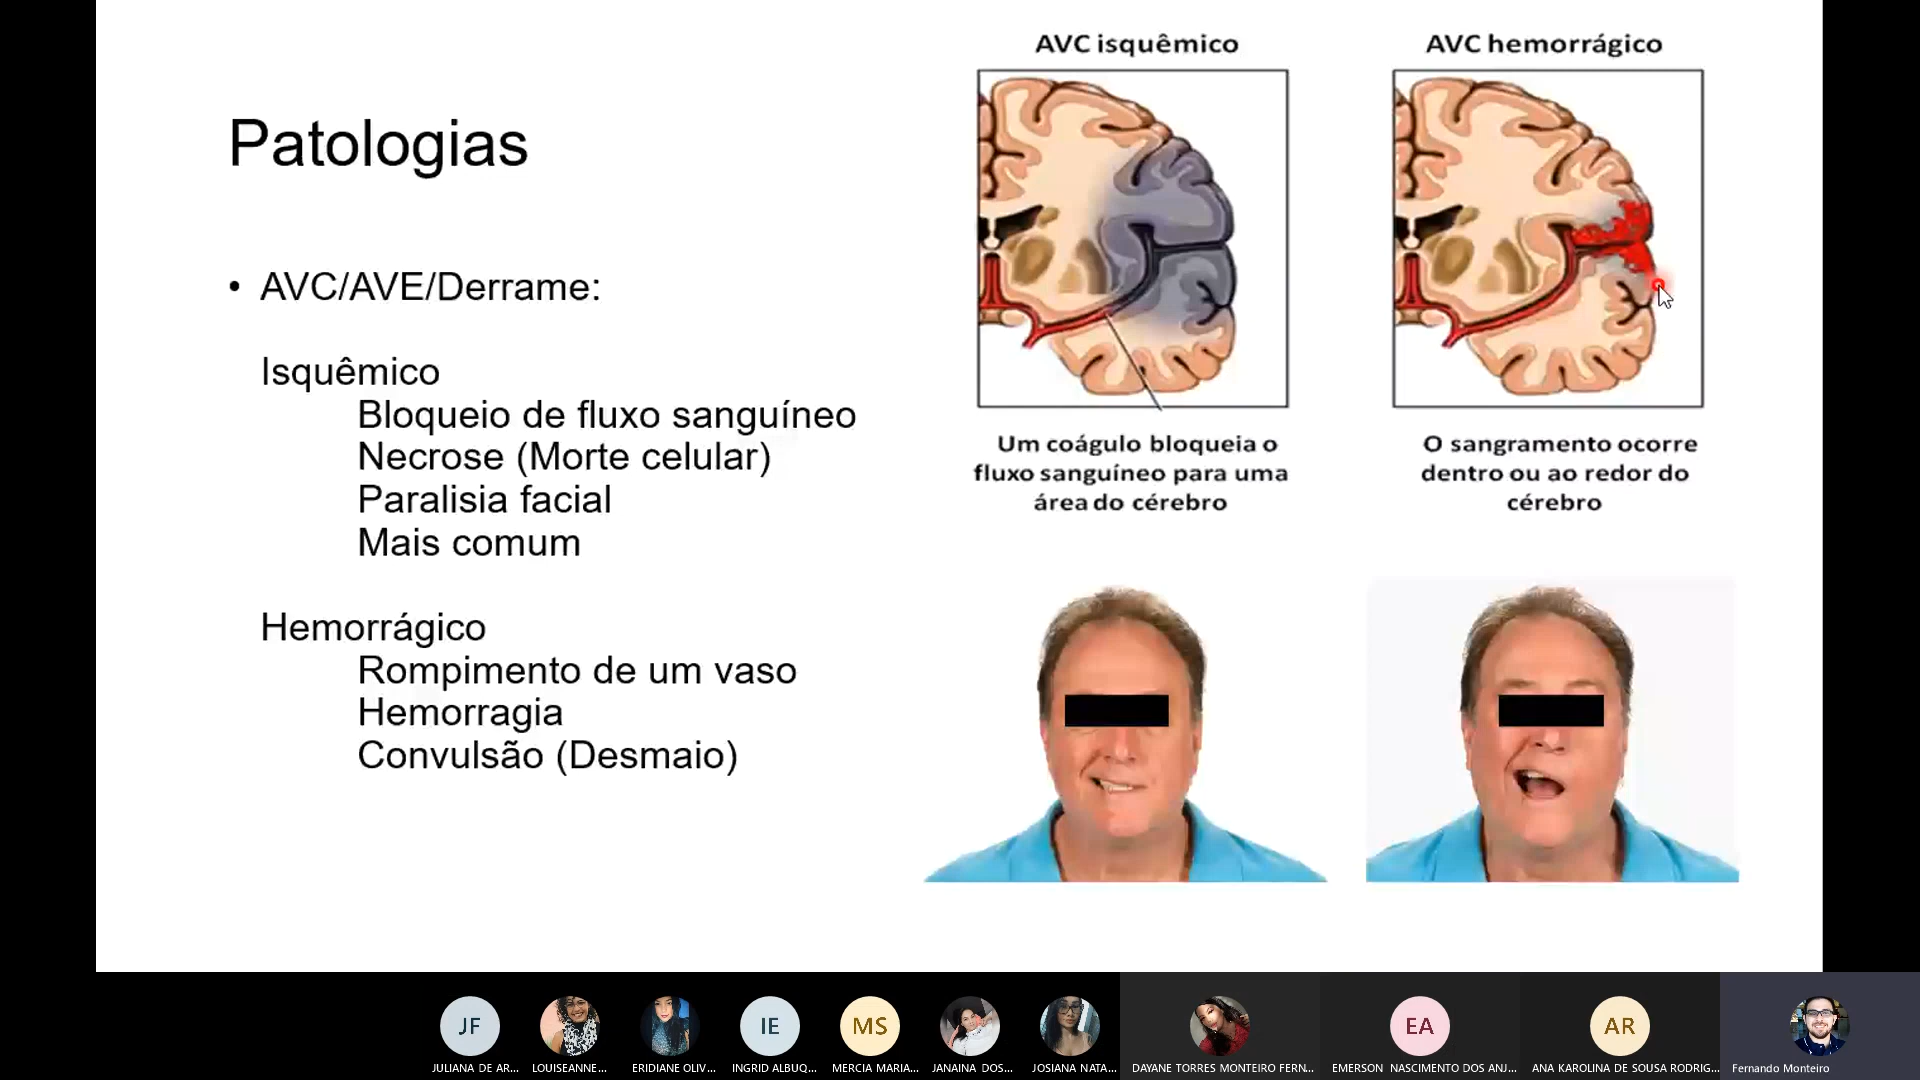 Patologias
• AVC/AVE/Derrame:
Isquêmico
Bloqueio de fluxo sanguíneo
Necrose (Morte celular)
Paralisia facial
Mais comum
Hemorrágico
Rompimento de um vaso
Hemorragia
Convulsão (Desmaio)
AVC isquêmico
Um coágulo bloqueia o
fluxo sanguíneo para uma
área do cérebro
AVC hemorrágico
O sangramento ocorre
dentro ou ao redor do
cérebro
JF
IE
MS
EA
AR
JULIANA DE AR...
LOUISEANNE...
ERIDIANE OLIV...
INGRID ALBUQ...
MERCIA MARIA...
JANAINA DOS...
JOSIANA NATA...
DAYANE TORRES MONTEIRO FERN...
EMERSON NASCIMENTO DOS ANJ...
ANA KAROLINA DE SOUSA RODRIG...
Fernando Monteiro